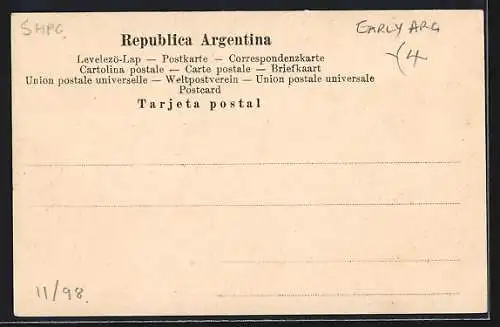 SHPG
EARLY ARG
Republica Argentina
Levelezö-Lap — Postkarte — Correspondenzkarte
Cartolina postale — Carte postale — Briefkaart
Union postale universelle — Weltpostverein — Union postale universale
Postcard
Tarjeta postal
11/98